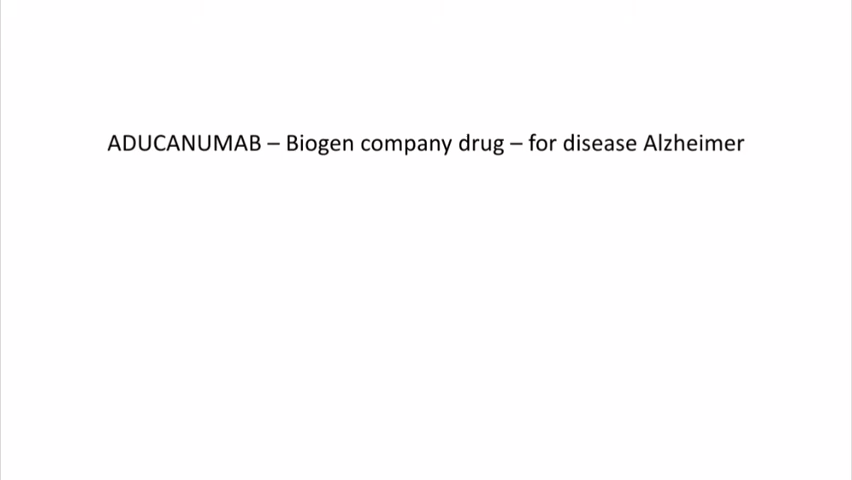 ADUCANUMAB – Biogen company drug – for disease Alzheimer